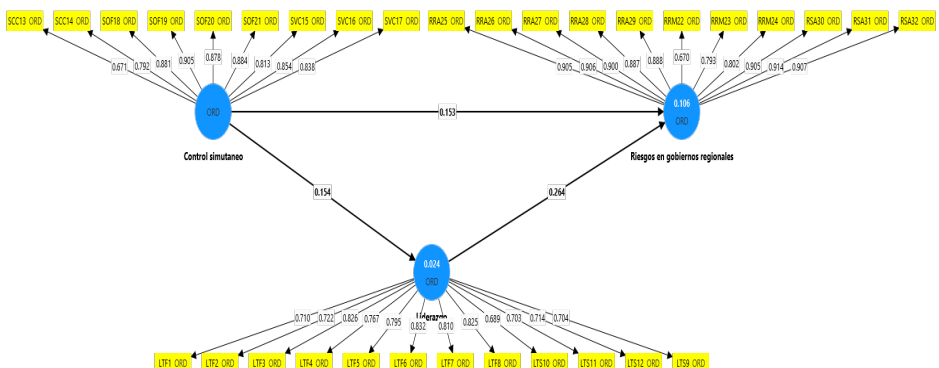 SCC13 ORD SCC14 ORD SOF18 ORD SOF19 ORD SOF20 ORD SOF21 ORD SVC15 ORD SVC16 ORD SVC17 ORD RRA25 ORD RRA26 ORD RRA27 ORD RRA28 ORD RRA29 ORD RRM22 ORD RRM23 ORD RRM24 ORD RSA30 ORD RSA31 ORD RSA32 ORD
0.671 0.792 0.881 0.905 0.878 0.884 0.813 0.854 0.838 0.905 0.906 0.900 0.887 0.888 0.670 0.793 0.802 0.905 0.914 0.907
0.106
ORD 0.153 ORD
Control simutaneo Riesgos en gobiernos regionales
0.154 0.264
0.024
ORD
Liderazgo
0.710 0.722 0.826 0.767 0.795 0.832 0.810 0.825 0.689 0.703 0.714 0.704
LTF1 ORD LTF2 ORD LTF3 ORD LTF4 ORD LTF5 ORD LTF6 ORD LTF7 ORD LTF8 ORD LTS10 ORD LTS11 ORD LTS12 ORD LTS9 ORD